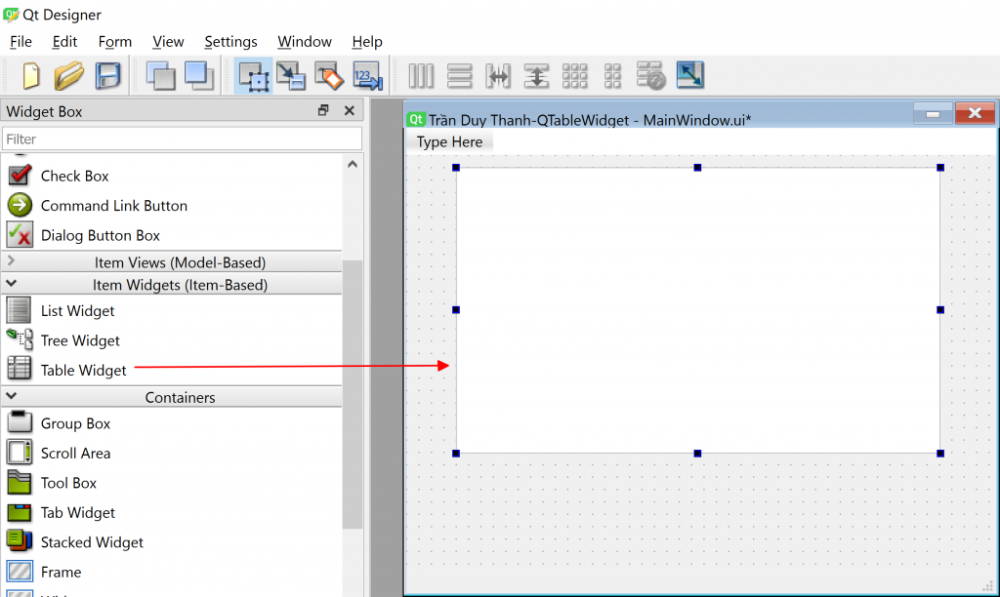 Qt Designer
File Edit Form View Settings Window Help
123
Widget Box
Filter
Check Box
Command Link Button
Dialog Button Box
Item Views (Model-Based)
Item Widgets (Item-Based)
List Widget
Tree Widget
Table Widget
Containers
Group Box
Scroll Area
Tool Box
Tab Widget
Stacked Widget
Frame
Qt Trần Duy Thanh-QTableWidget - MainWindow.ui*
Type Here